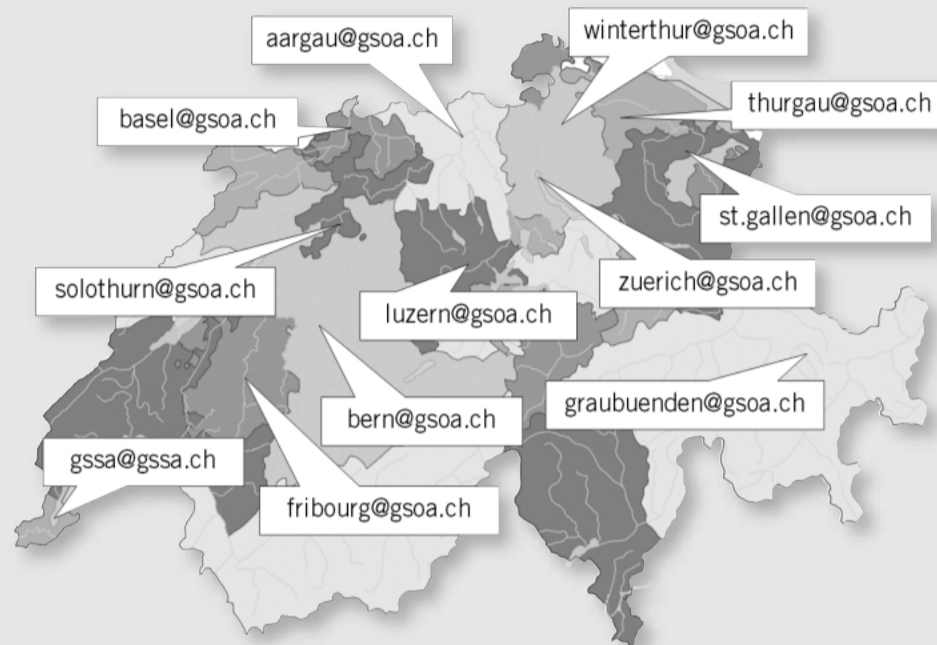 winterthur@gsoa.ch
aargau@gsoa.ch
thurgau@gsoa.ch
basel@gsoa.ch
st.gallen@gsoa.ch
solothurn@gsoa.ch
zuerich@gsoa.ch
luzern@gsoa.ch
graubuenden@gsoa.ch
bern@gsoa.ch
gssa@gssa.ch
fribourg@gsoa.ch